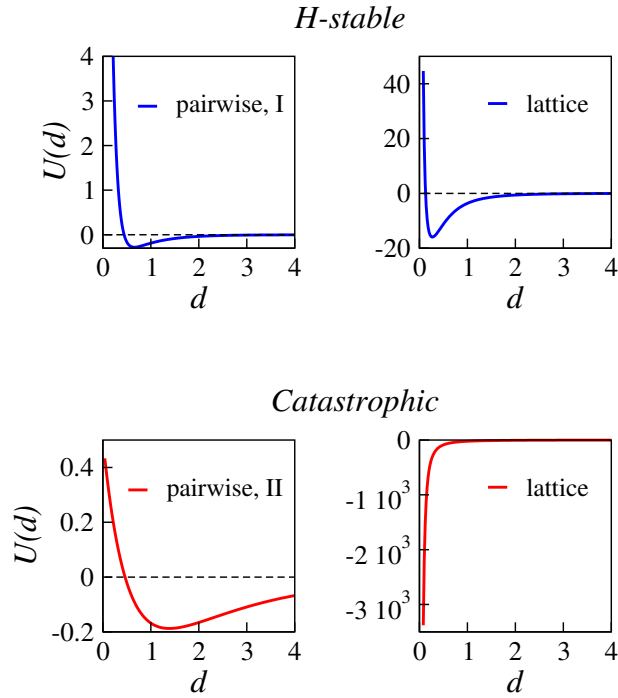 H-stable
4
3
2
1
0
U(d)
pairwise, I
0 1 2 3 4
d
40
20
0
-20
lattice
0 1 2 3 4
d
Catastrophic
0.4
0.2
0
-0.2
U(d)
pairwise, II
0 1 2 3 4
d
0
-1 10³
-2 10³
-3 10³
lattice
0 1 2 3 4
d